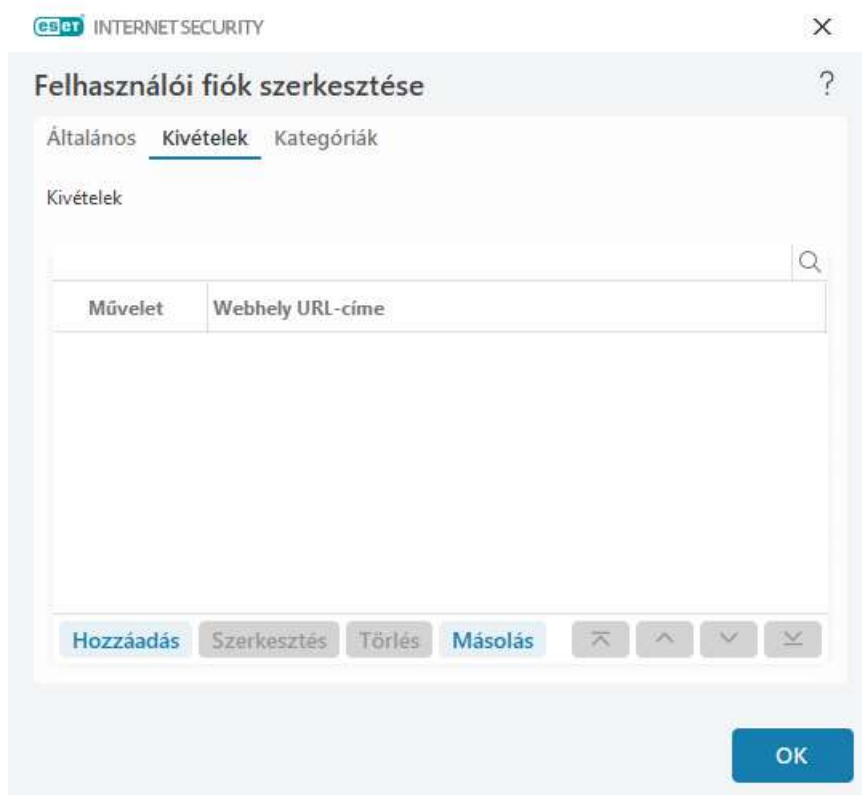 eset INTERNET SECURITY
Felhasználói fiók szerkesztése ?
Általános Kivételek Kategóriák
Kivételek
Művelet Webhely URL-címe
Hozzáadás Szerkesztés Törlés Másolás
OK